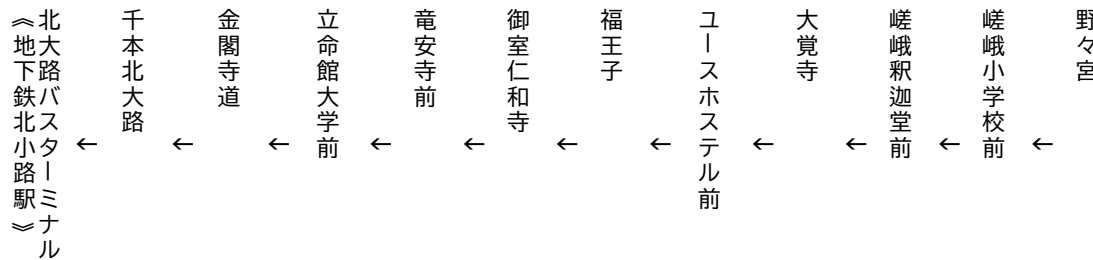 野々宮
←
嵯峨小学校前
←
嵯峨釈迦堂前
←
大覚寺
←
ユースホステル前
←
福王子
←
御室仁和寺
←
竜安寺前
←
立命館大学前
←
金閣寺道
←
千本北大路
←
北大路バスターミナル
《地下鉄北小路駅》